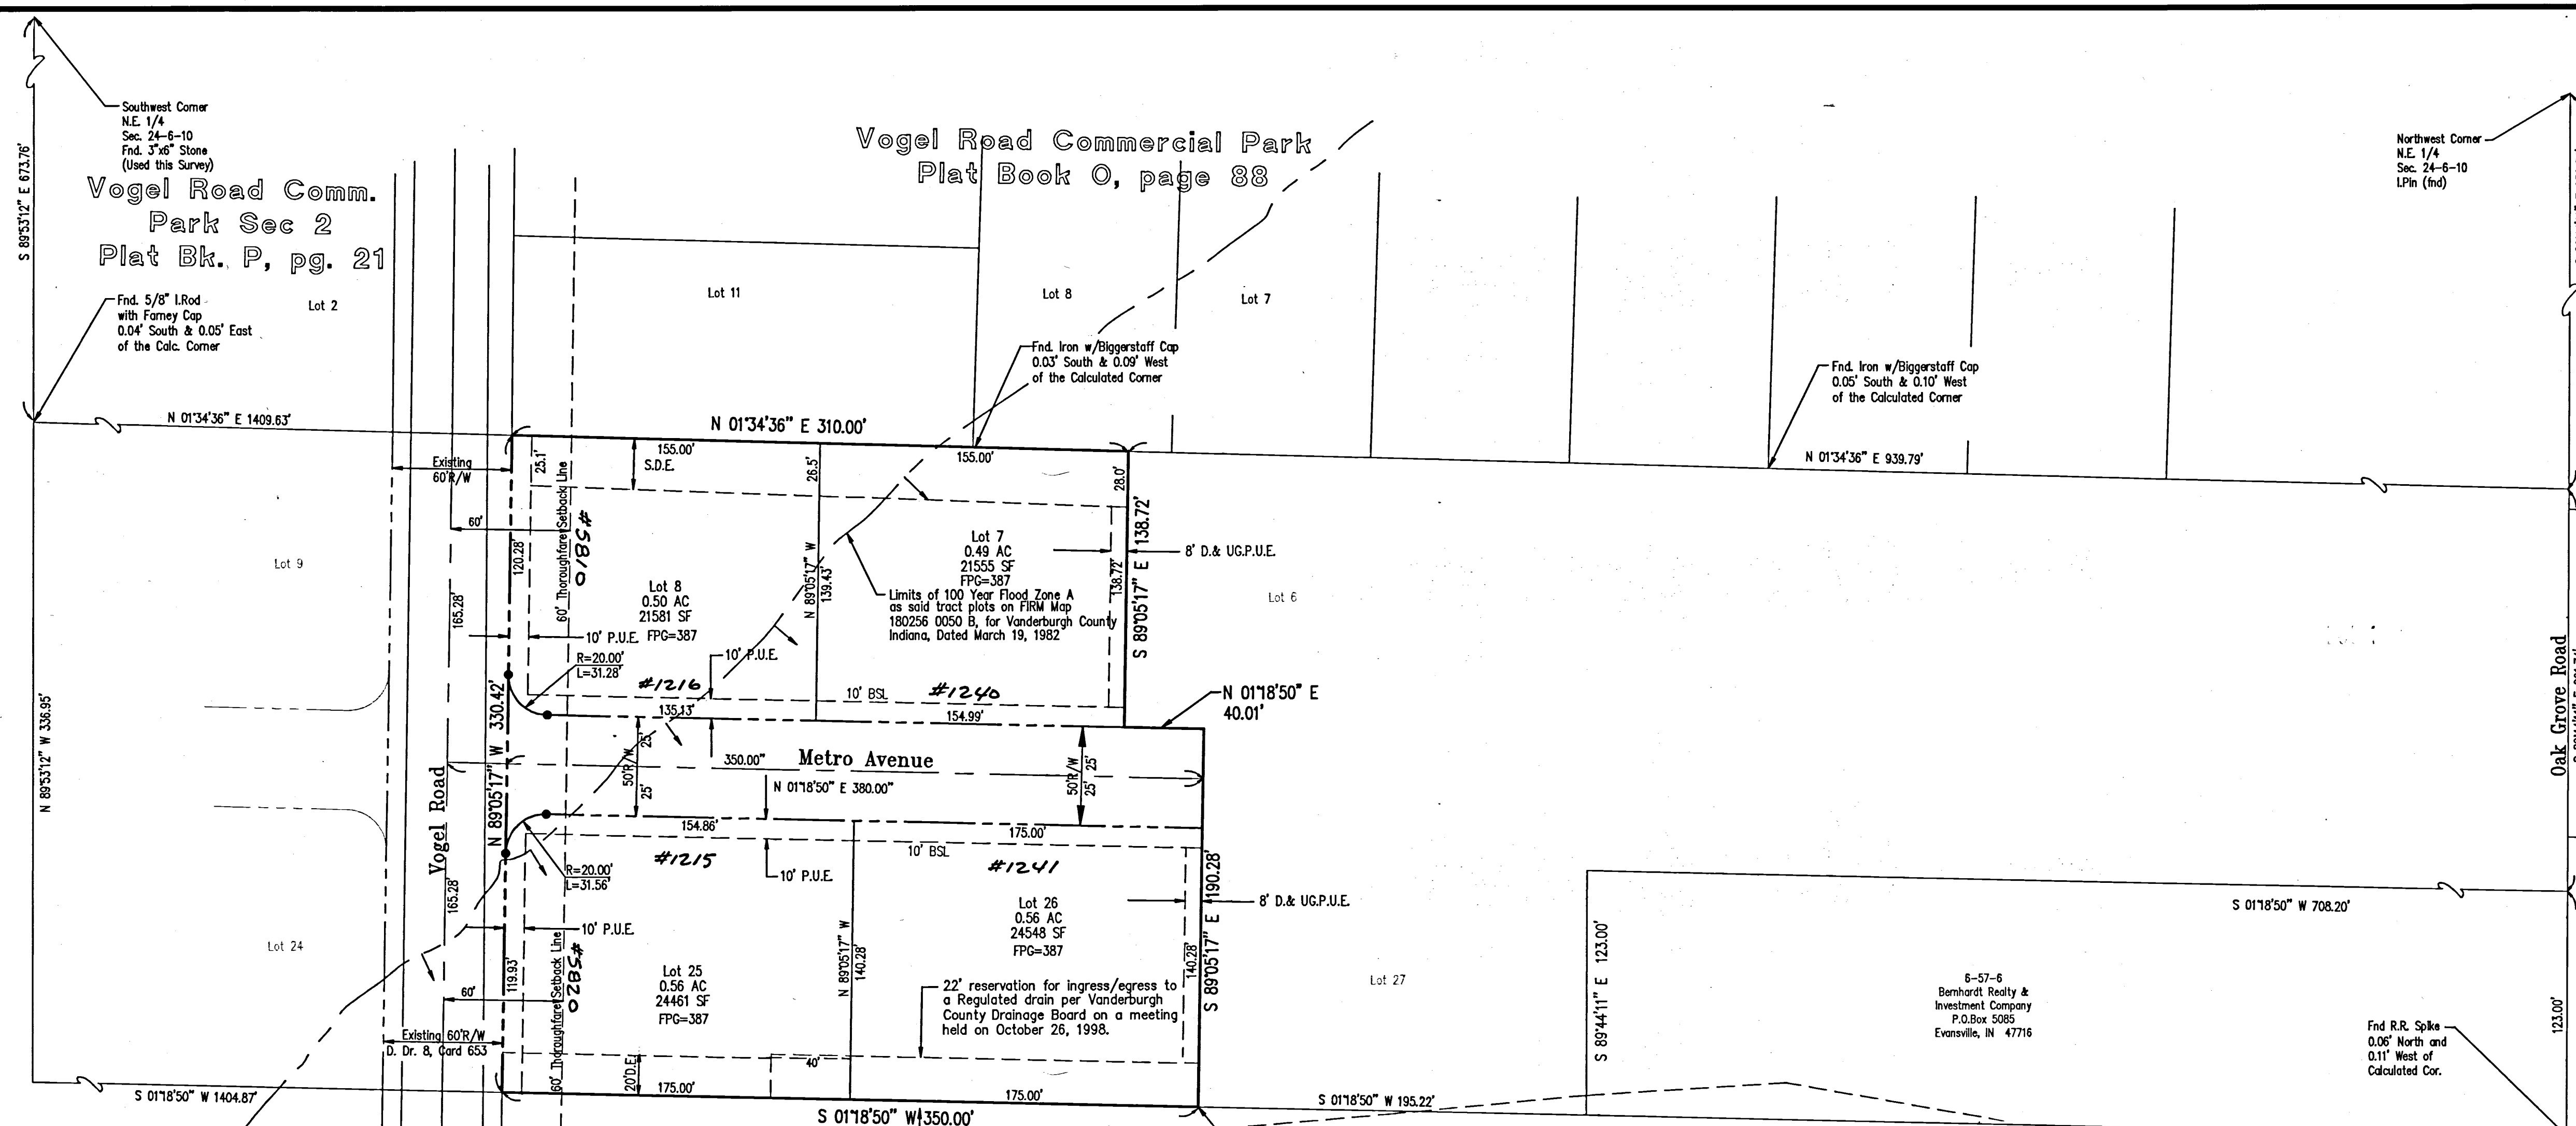 S 89°53'12" E 673.76'
Southwest Corner
N.E. 1/4
Sec. 24-6-10
Fnd. 3"x6" Stone
(Used this Survey)
Vogel Road Comm.
Park Sec 2
Plat Bk. P, pg. 21
Fnd. 5/8" I.Rod
with Farney Cap
0.04' South & 0.05' East
of the Calc. Corner
Lot 2
Vogel Road Commercial Park
Plat Book O, page 88
Lot 11
Lot 8
Lot 7
Northwest Corner
N.E. 1/4
Sec. 24-6-10
I.Pin (fnd)
Fnd. Iron w/Biggerstaff Cap
0.03' South & 0.09' West
of the Calculated Corner
Fnd. Iron w/Biggerstaff Cap
0.05' South & 0.10' West
of the Calculated Corner
N 01°34'36" E 1409.63'
N 01°34'36" E 310.00'
N 01°34'36" E 939.79'
Existing
60'R/W
25.1'
155.00'
S.D.E.
26.5'
155.00'
28.0'
60'
120.28'
60' Thoroughfare Setback Line
#5810
Lot 8
0.50 AC
21581 SF
FPG=387
N 89°05'17" W
139.43'
Lot 7
0.49 AC
21555 SF
FPG=387
Limits of 100 Year Flood Zone A
as said tract plots on FIRM Map
180256 0050 B, for Vanderburgh County
Indiana, Dated March 19, 1982
138.72'
S 89°05'17" E 138.72'
8' D.& UG.P.U.E.
Lot 9
Lot 6
165.28'
10' P.U.E.
R=20.00'
L=31.28'
10' P.U.E.
#1216
10' BSL
#1240
135.13'
154.99'
N 01°18'50" E
40.01'
N 89°53'12" W 336.95'
Vogel Road
N 89°05'17" W 330.42'
50'R/W
25'
25'
350.00"
Metro Avenue
N 01°18'50" E 380.00"
50'R/W
25'
25'
Oak Grove Road
154.86'
175.00'
10' BSL
#1215
#1241
R=20.00'
L=31.56'
10' P.U.E.
165.28'
10' P.U.E.
Lot 24
119.93'
60'
60' Thoroughfare Setback Line
#5820
Lot 25
0.56 AC
24461 SF
FPG=387
N 89°05'17" W
140.28'
Lot 26
0.56 AC
24548 SF
FPG=387
22' reservation for ingress/egress to
a Regulated drain per Vanderburgh
County Drainage Board on a meeting
held on October 26, 1998.
140.28'
S 89°05'17" E 190.28'
8' D.& UG.P.U.E.
Lot 27
S 89°44'11" E 123.00'
S 01°18'50" W 708.20'
6-57-6
Bernhardt Realty &
Investment Company
P.O.Box 5085
Evansville, IN 47716
Fnd R.R. Spike
0.06' North and
0.11' West of
Calculated Cor.
123.00'
Existing 60'R/W
D. Dr. 8, Card 653
20'D.E.
40'
175.00'
175.00'
S 01°18'50" W 1404.87'
S 01°18'50" W 350.00'
S 01°18'50" W 195.22'